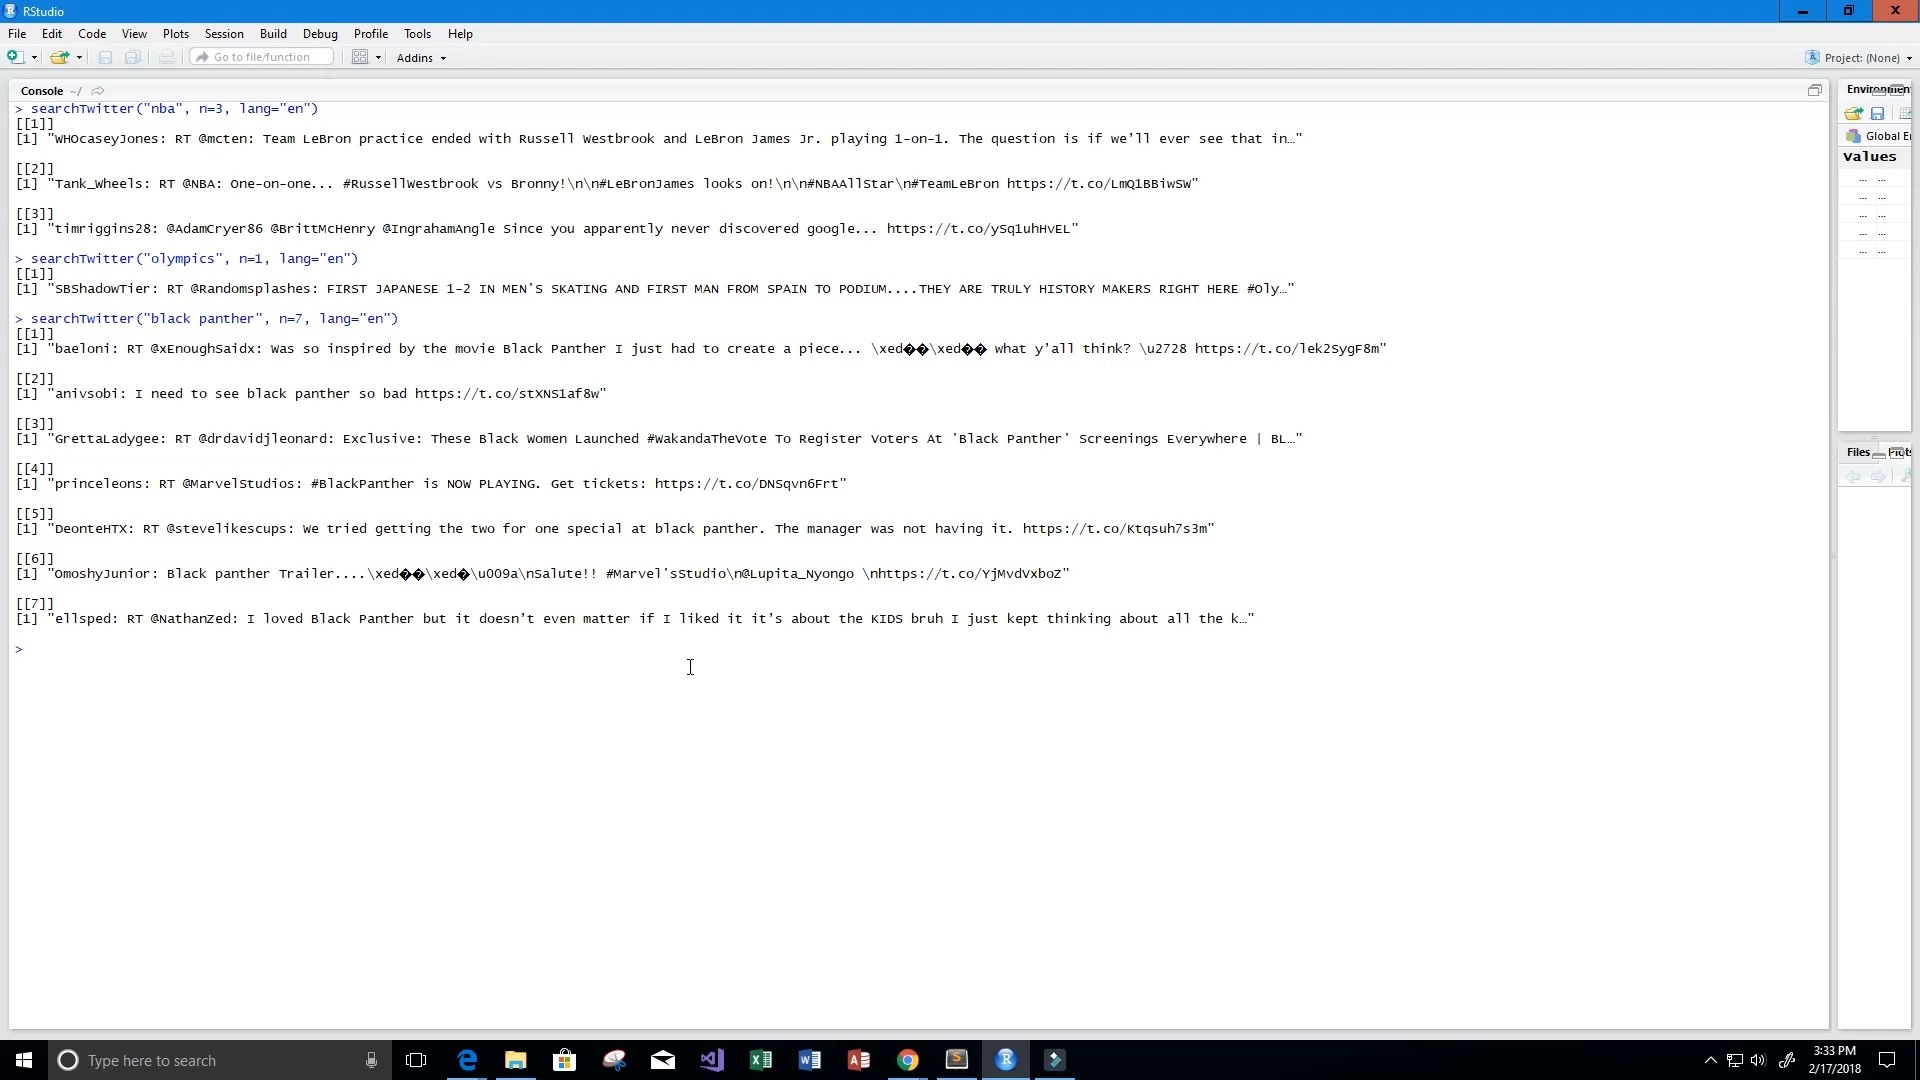 RStudio
File Edit Code View Plots Session Build Debug Profile Tools Help
Go to file/function Addins Project: (None)
Console ~/
> searchTwitter("nba", n=3, lang="en")
[[1]]
[1] "WHOcaseyJones: RT @mcten: Team LeBron practice ended with Russell Westbrook and LeBron James Jr. playing 1-on-1. The question is if we’ll ever see that in…"
[[2]]
[1] "Tank_Wheels: RT @NBA: One-on-one... #RussellWestbrook vs Bronny!\n\n#LeBronJames looks on!\n\n#NBAAllStar\n#TeamLeBron https://t.co/LmQ1BBiwSW"
[[3]]
[1] "timriggins28: @AdamCryer86 @BrittMcHenry @IngrahamAngle Since you apparently never discovered google... https://t.co/ySq1uhHvEL"
> searchTwitter("olympics", n=1, lang="en")
[[1]]
[1] "SBShadowTier: RT @Randomsplashes: FIRST JAPANESE 1-2 IN MEN'S SKATING AND FIRST MAN FROM SPAIN TO PODIUM....THEY ARE TRULY HISTORY MAKERS RIGHT HERE #Oly…"
> searchTwitter("black panther", n=7, lang="en")
[[1]]
[1] "baeloni: RT @xEnoughSaidx: Was so inspired by the movie Black Panther I just had to create a piece... \xed��\xed�� what y’all think? \u2728 https://t.co/lek2SygF8m"
[[2]]
[1] "anivsobi: I need to see black panther so bad https://t.co/stXNS1af8w"
[[3]]
[1] "GrettaLadygee: RT @drdavidjleonard: Exclusive: These Black Women Launched #WakandaTheVote To Register Voters At 'Black Panther' Screenings Everywhere | BL…"
[[4]]
[1] "princeleons: RT @MarvelStudios: #BlackPanther is NOW PLAYING. Get tickets: https://t.co/DNSqvn6Frt"
[[5]]
[1] "DeonteHTX: RT @stevelikescups: We tried getting the two for one special at black panther. The manager was not having it. https://t.co/Ktqsuh7s3m"
[[6]]
[1] "OmoshyJunior: Black panther Trailer....\xed��\xed�\u009a\nSalute!! #Marvel'sStudio\n@Lupita_Nyongo \nhttps://t.co/YjMvdVxboZ"
[[7]]
[1] "ellsped: RT @NathanZed: I loved Black Panther but it doesn’t even matter if I liked it it’s about the KIDS bruh I just kept thinking about all the k…"
>
Global
Values
... ...
... ...
... ...
... ...
... ...
Files
Type here to search
3:33 PM
2/17/2018